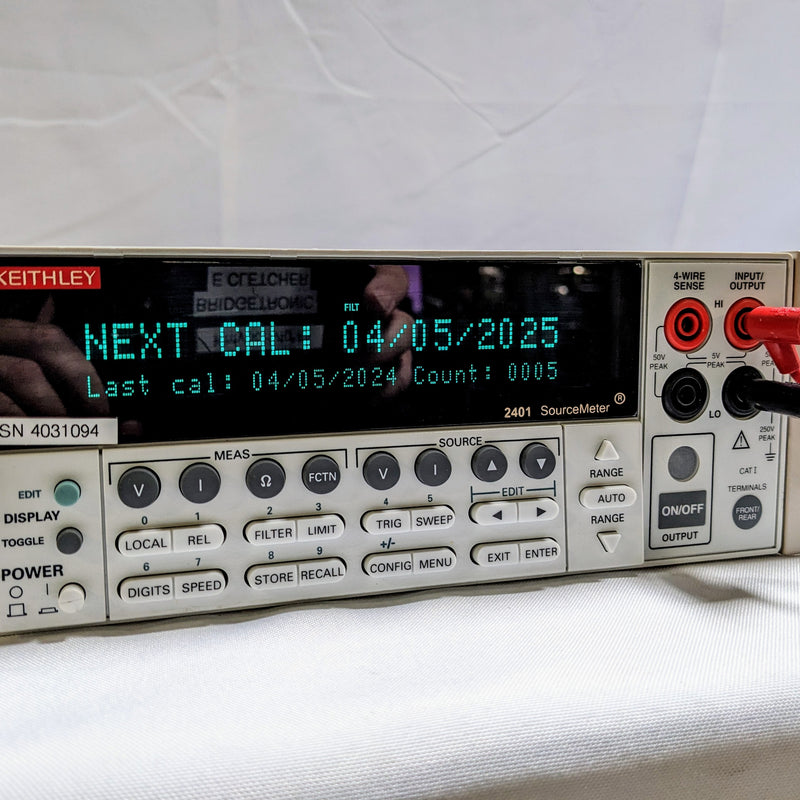 KEITHLEY
E CLETCHER
BRIDGETRONIC
FILT
NEXT CAL: 04/05/2025
Last cal: 04/05/2024 Count: 0005
2401 SourceMeter ®
SN 4031094
MEAS
SOURCE
V I Ω FCTN V I
EDIT
DISPLAY
TOGGLE
POWER
0 1 2 3 4 5
LOCAL REL FILTER LIMIT TRIG SWEEP
EDIT
6 7 8 9 +/-
DIGITS SPEED STORE RECALL CONFIG MENU EXIT ENTER
RANGE
AUTO
RANGE
4-WIRE SENSE
INPUT/ OUTPUT
HI
50V PEAK
5V PEAK
LO
250V PEAK
CAT I
TERMINALS
ON/OFF
FRONT/ REAR
OUTPUT